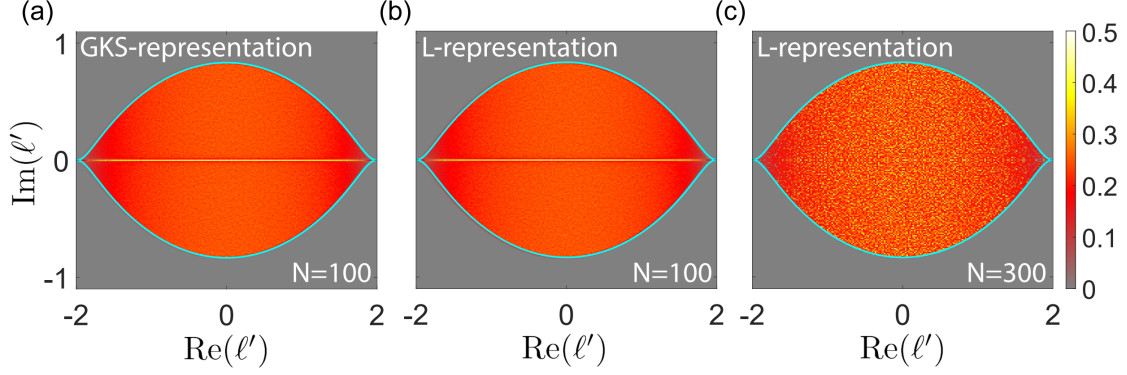 (a)
(b)
(c)
GKS-representation
L-representation
L-representation
1
0
-1
Im(ℓ′)
N=100
N=100
N=300
0.5
0.4
0.3
0.2
0.1
0
-2
0
2
-2
0
2
-2
0
2
Re(ℓ′)
Re(ℓ′)
Re(ℓ′)